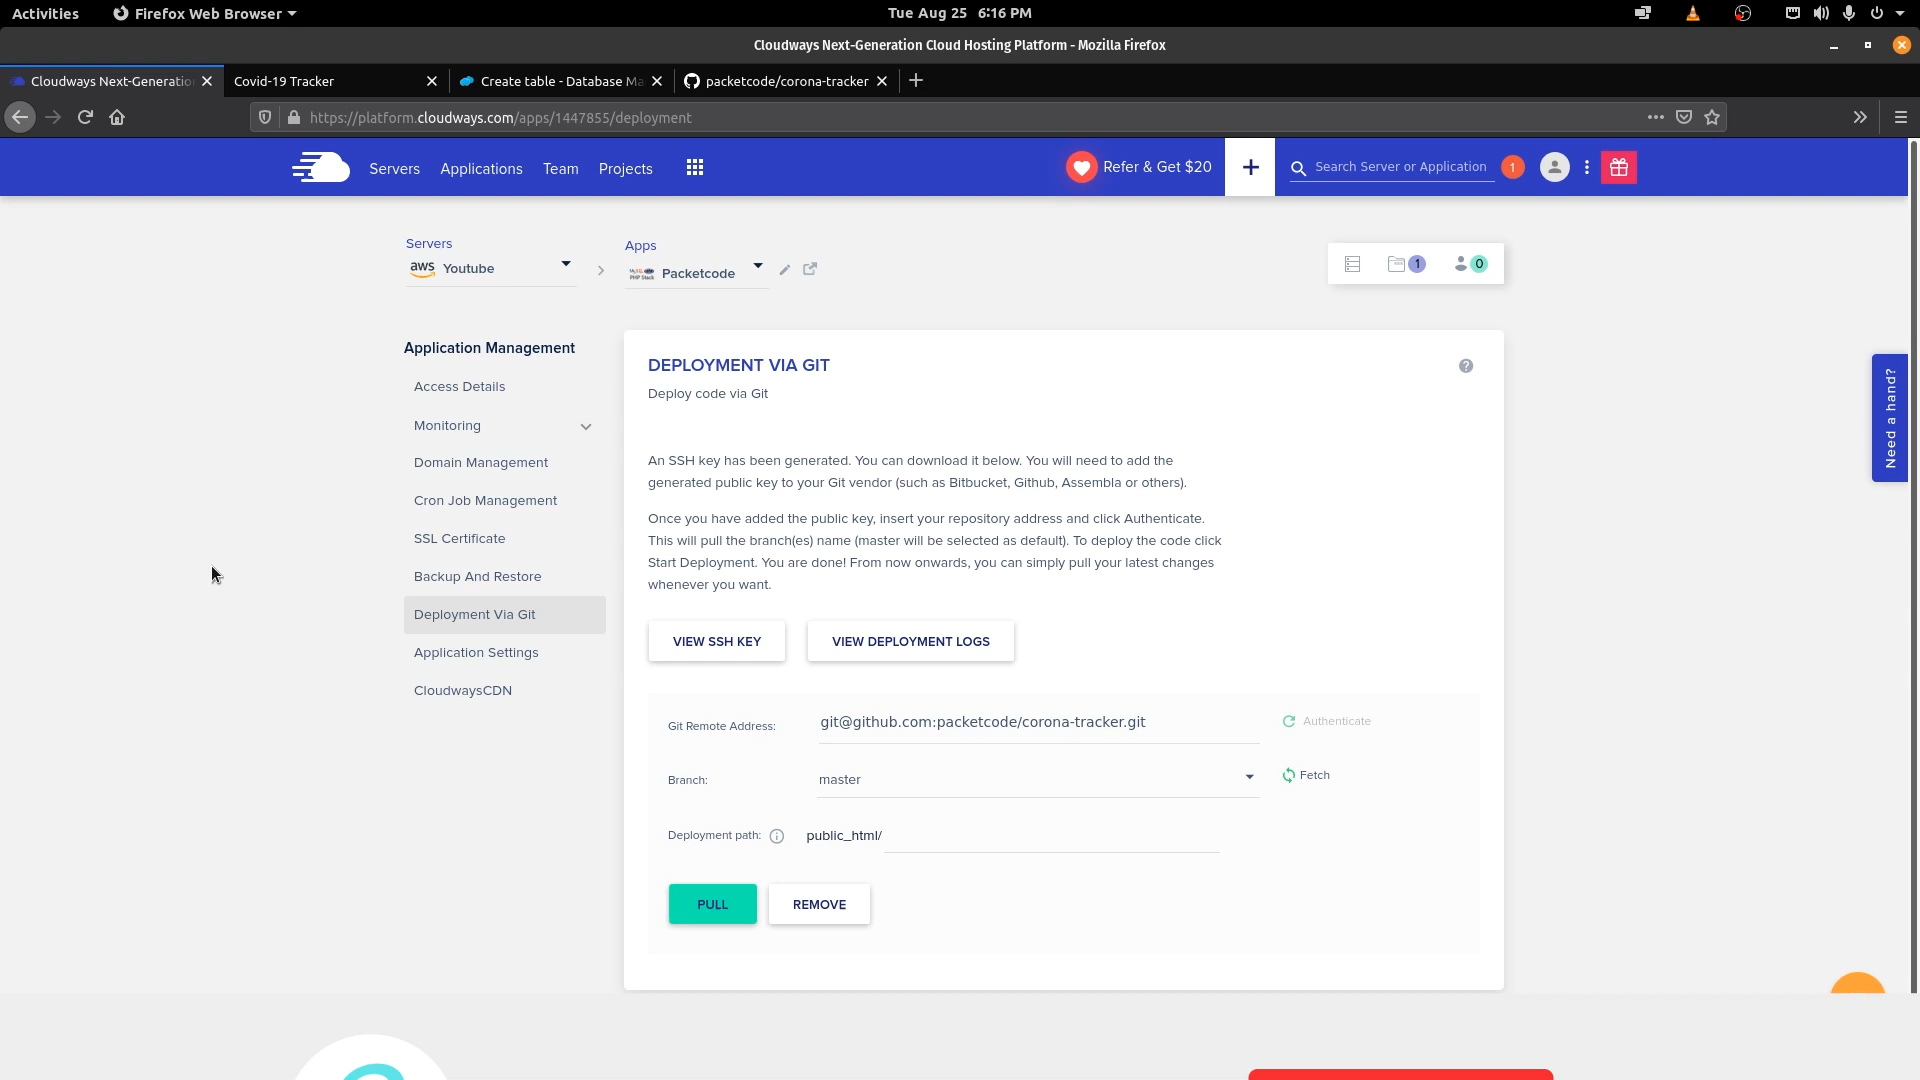 Activities
Firefox Web Browser
Tue Aug 25 6:16 PM
Cloudways Next-Generation Cloud Hosting Platform - Mozilla Firefox
Cloudways Next-Generatio
Covid-19 Tracker
Create table - Database Ma
packetcode/corona-tracker
https://platform.cloudways.com/apps/1447855/deployment
Servers
Applications
Team
Projects
Refer & Get $20
Search Server or Application
1
Servers
aws Youtube
Apps
PHP Stack Packetcode
1
0
Need a hand?
Application Management
Access Details
Monitoring
Domain Management
Cron Job Management
SSL Certificate
Backup And Restore
Deployment Via Git
Application Settings
CloudwaysCDN
DEPLOYMENT VIA GIT
Deploy code via Git
An SSH key has been generated. You can download it below. You will need to add the
generated public key to your Git vendor (such as Bitbucket, Github, Assembla or others).
Once you have added the public key, insert your repository address and click Authenticate.
This will pull the branch(es) name (master will be selected as default). To deploy the code click
Start Deployment. You are done! From now onwards, you can simply pull your latest changes
whenever you want.
VIEW SSH KEY
VIEW DEPLOYMENT LOGS
Git Remote Address:
git@github.com:packetcode/corona-tracker.git
Authenticate
Branch:
master
Fetch
Deployment path:
public_html/
PULL
REMOVE